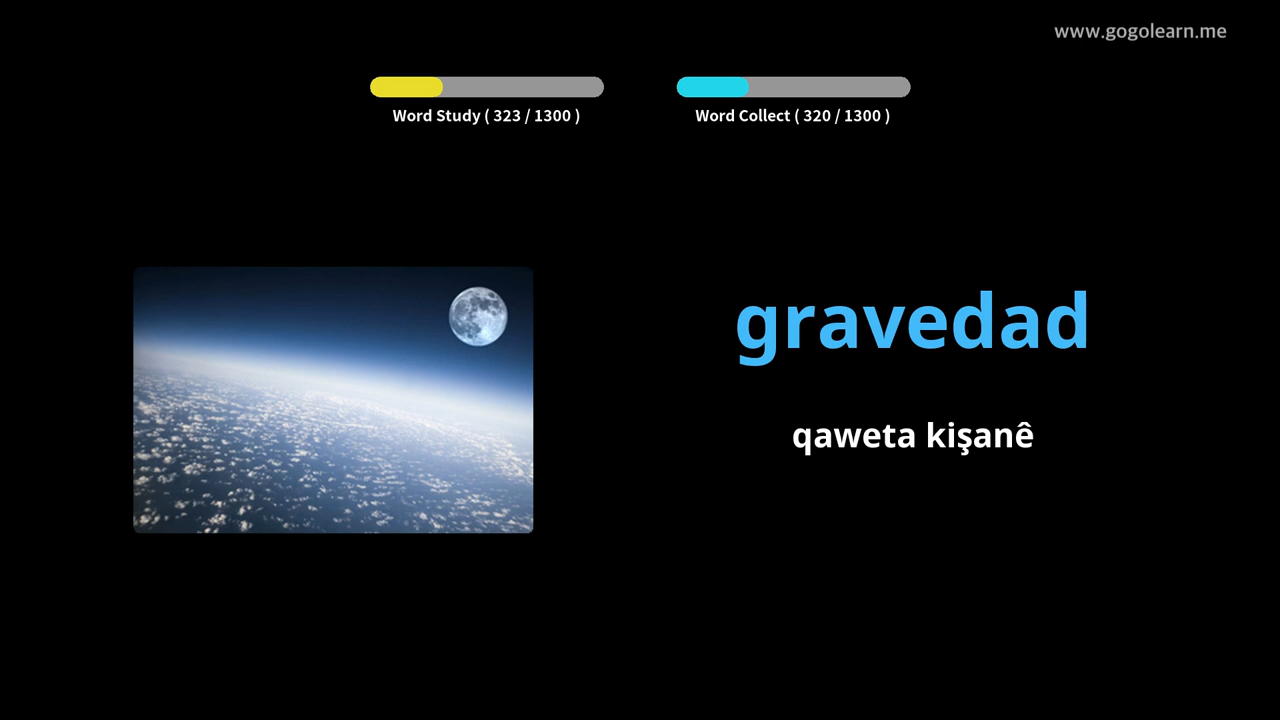 www.gogolearn.me
Word Study ( 323 / 1300 )
Word Collect ( 320 / 1300 )
gravedad
qaweta kişanê